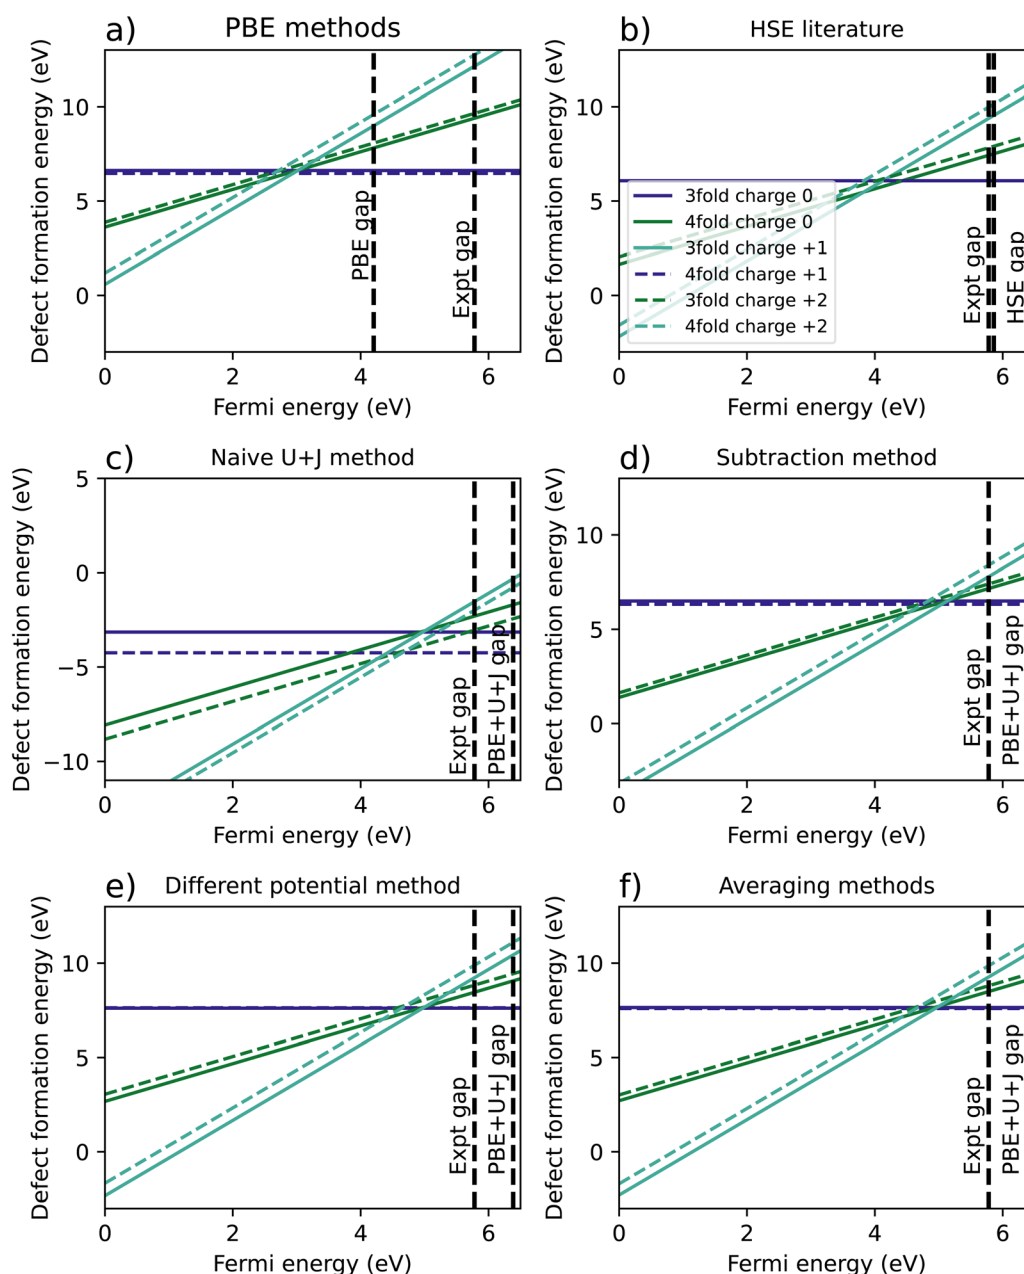 a) PBE methods
Defect formation energy (eV)
10
5
0
PBE gap
Expt gap
0 2 4 6
Fermi energy (eV)
b) HSE literature
Defect formation energy (eV)
10
5
0
3fold charge 0
4fold charge 0
3fold charge +1
4fold charge +1
3fold charge +2
4fold charge +2
Expt gap
HSE gap
0 2 4 6
Fermi energy (eV)
c) Naive U+J method
Defect formation energy (eV)
5
0
−5
−10
Expt gap
PBE+U+J gap
0 2 4 6
Fermi energy (eV)
d) Subtraction method
Defect formation energy (eV)
10
5
0
Expt gap
PBE+U+J gap
0 2 4 6
Fermi energy (eV)
e) Different potential method
Defect formation energy (eV)
10
5
0
Expt gap
PBE+U+J gap
0 2 4 6
Fermi energy (eV)
f) Averaging methods
Defect formation energy (eV)
10
5
0
Expt gap
PBE+U+J gap
0 2 4 6
Fermi energy (eV)